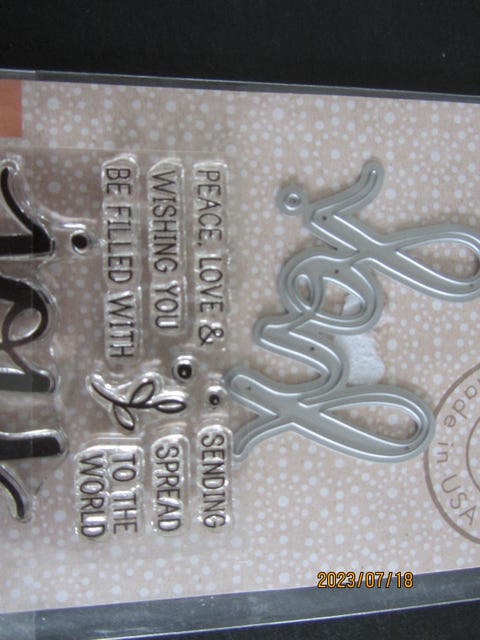 PEACE, LOVE &
WISHING YOU
BE FILLED WITH
SENDING
SPREAD
TO THE
WORLD
joy
joy
made in USA
2023/07/18